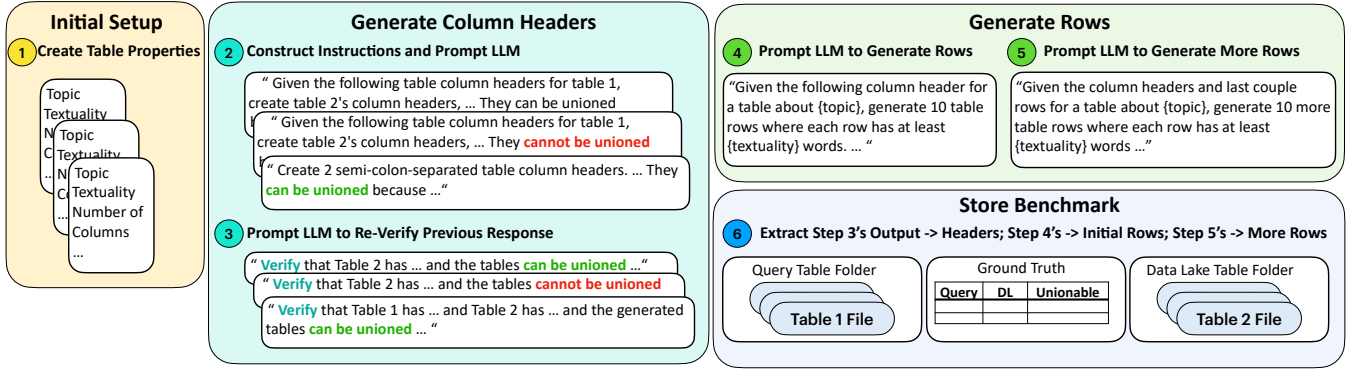 Initial Setup
1 Create Table Properties
Topic
Textuality
N
C
...
Topic
Textuality
N
Co
...
Topic
Textuality
Number of
Columns
...
Generate Column Headers
2 Construct Instructions and Prompt LLM
“ Given the following table column headers for table 1,
create table 2's column headers, ... They can be unioned
b
“ Given the following table column headers for table 1,
create table 2's column headers, ... They cannot be unioned
“ Create 2 semi-colon-separated table column headers. ... They
can be unioned because ...“
3 Prompt LLM to Re-Verify Previous Response
“ Verify that Table 2 has ... and the tables can be unioned ...“
“ Verify that Table 2 has ... and the tables cannot be unioned
“ Verify that Table 1 has ... and Table 2 has ... and the generated
tables can be unioned ... “
Generate Rows
4 Prompt LLM to Generate Rows
“Given the following column header for
a table about {topic}, generate 10 table
rows where each row has at least
{textuality} words. ... “
5 Prompt LLM to Generate More Rows
“Given the column headers and last couple
rows for a table about {topic}, generate 10 more
table rows where each row has at least
{textuality} words ...”
Store Benchmark
6 Extract Step 3’s Output -> Headers; Step 4’s -> Initial Rows; Step 5’s -> More Rows
Query Table Folder
Table 1 File
Ground Truth
Query DL Unionable
Data Lake Table Folder
Table 2 File